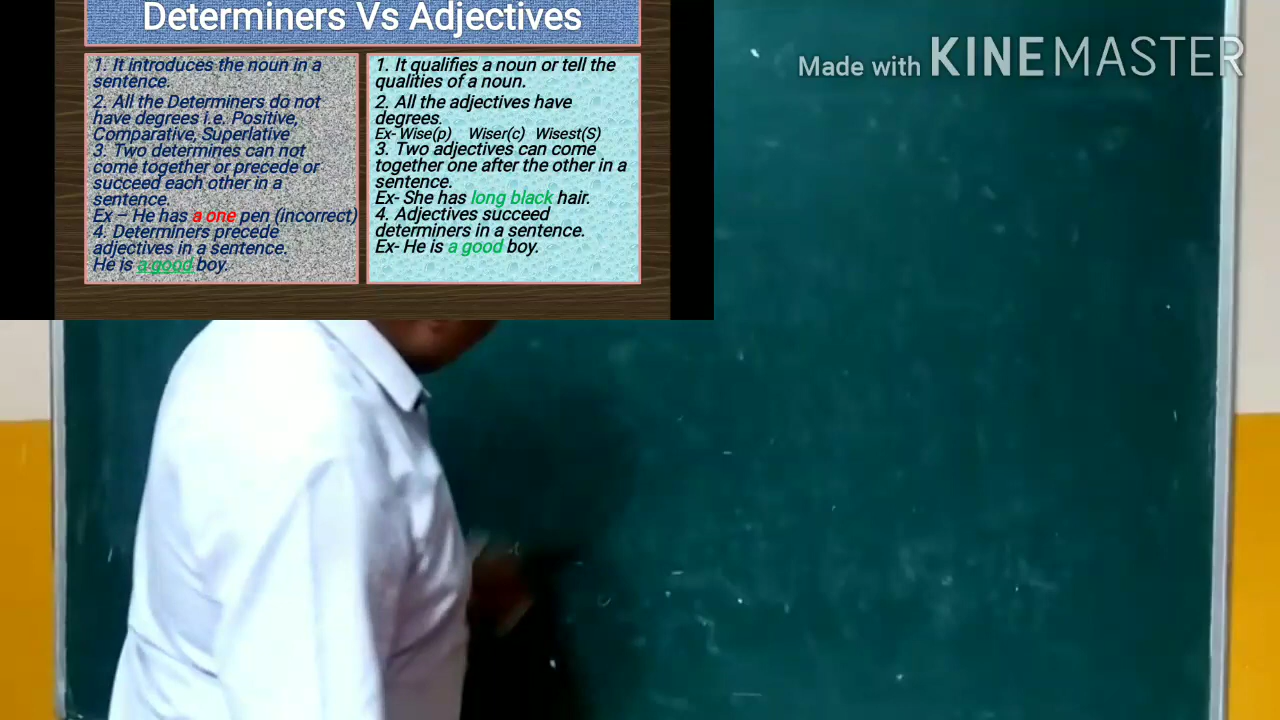 Determiners Vs Adjectives
1. It introduces the noun in a
sentence.
2. All the Determiners do not
have degrees i.e. Positive,
Comparative, Superlative
3. Two determines can not
come together or precede or
succeed each other in a
sentence.
Ex – He has a one pen (incorrect)
4. Determiners precede
adjectives in a sentence.
He is a good boy.
1. It qualifies a noun or tell the
qualities of a noun.
2. All the adjectives have
degrees.
Ex- Wise(p) Wiser(c) Wisest(S)
3. Two adjectives can come
together one after the other in a
sentence.
Ex- She has long black hair.
4. Adjectives succeed
determiners in a sentence.
Ex- He is a good boy.
Made with KINEMASTER